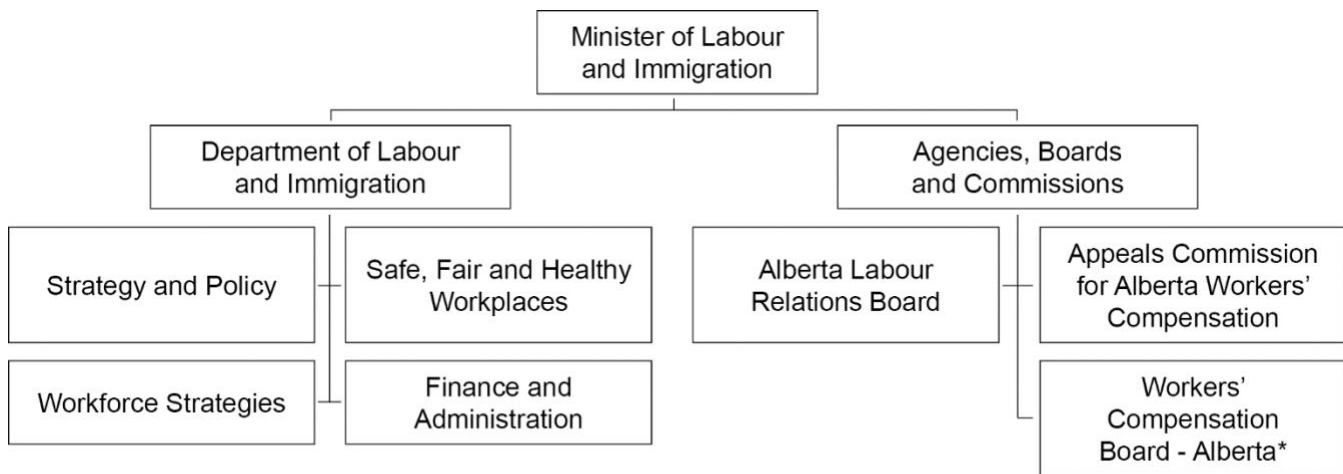 Minister of Labour
and Immigration
Department of Labour
and Immigration
Agencies, Boards
and Commissions
Strategy and Policy
Safe, Fair and Healthy
Workplaces
Alberta Labour
Relations Board
Appeals Commission
for Alberta Workers’
Compensation
Workforce Strategies
Finance and
Administration
Workers’
Compensation
Board - Alberta*